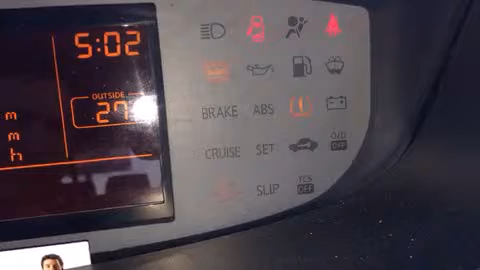 5:02
OUTSIDE
27
m
m
h
BRAKE ABS
CRUISE SET
O/D
OFF
SLIP
TCS
OFF